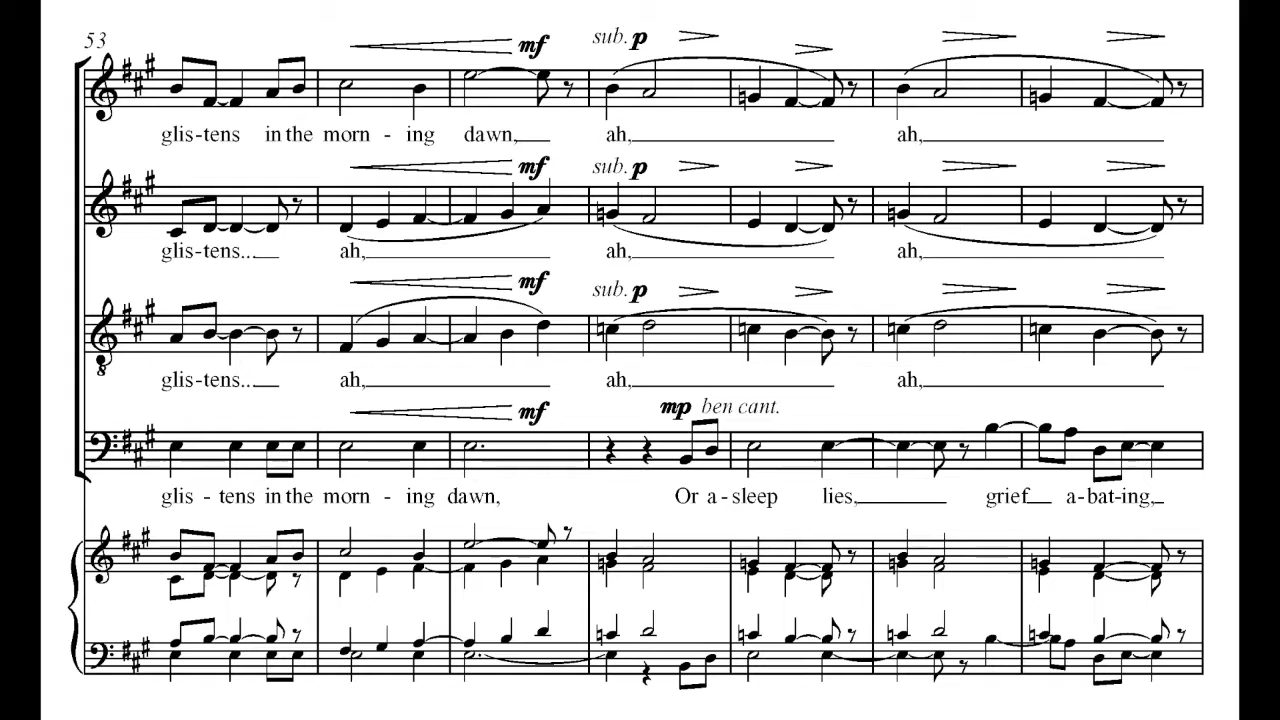 53
mf sub. p
glis-tens in the morn - ing dawn, ah, ah,
mf sub. p
glis-tens... ah, ah, ah,
mf sub. p
glis-tens... ah, ah, ah,
mf mp ben cant.
glis - tens in the morn - ing dawn, Or a-sleep lies, grief a-bat-ing,